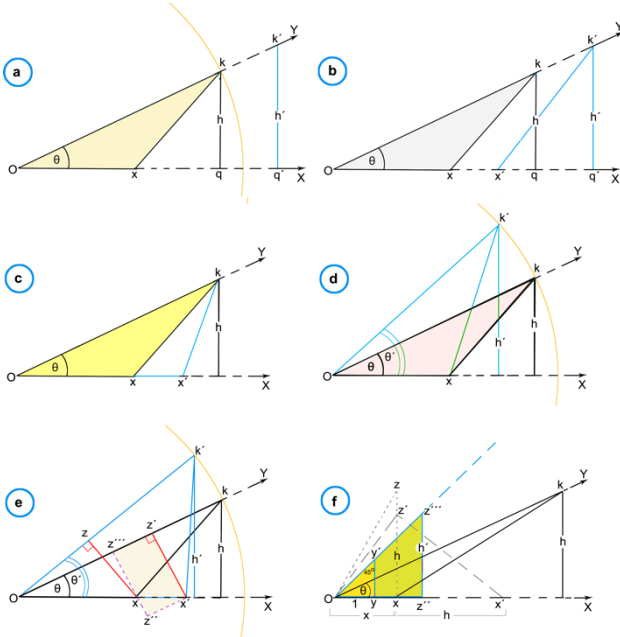 a
Y
k´
k
h
h´
θ
O
x
q
q´
X
b
Y
k´
k
h
h´
θ
O
x
x´
q
q´
X
c
Y
k
h
θ
O
x
x´
X
d
k´
Y
k
h
h´
θ
θ´
O
x
X
e
k´
Y
k
z
z´
z´´´
h´
h
θ
θ´
O
x
x´
X
z´´
f
Y
z
k
z´
z´´´
y´
h
h´
h
45º
θ
O
1
y
x
z´´
x´
X
x
h